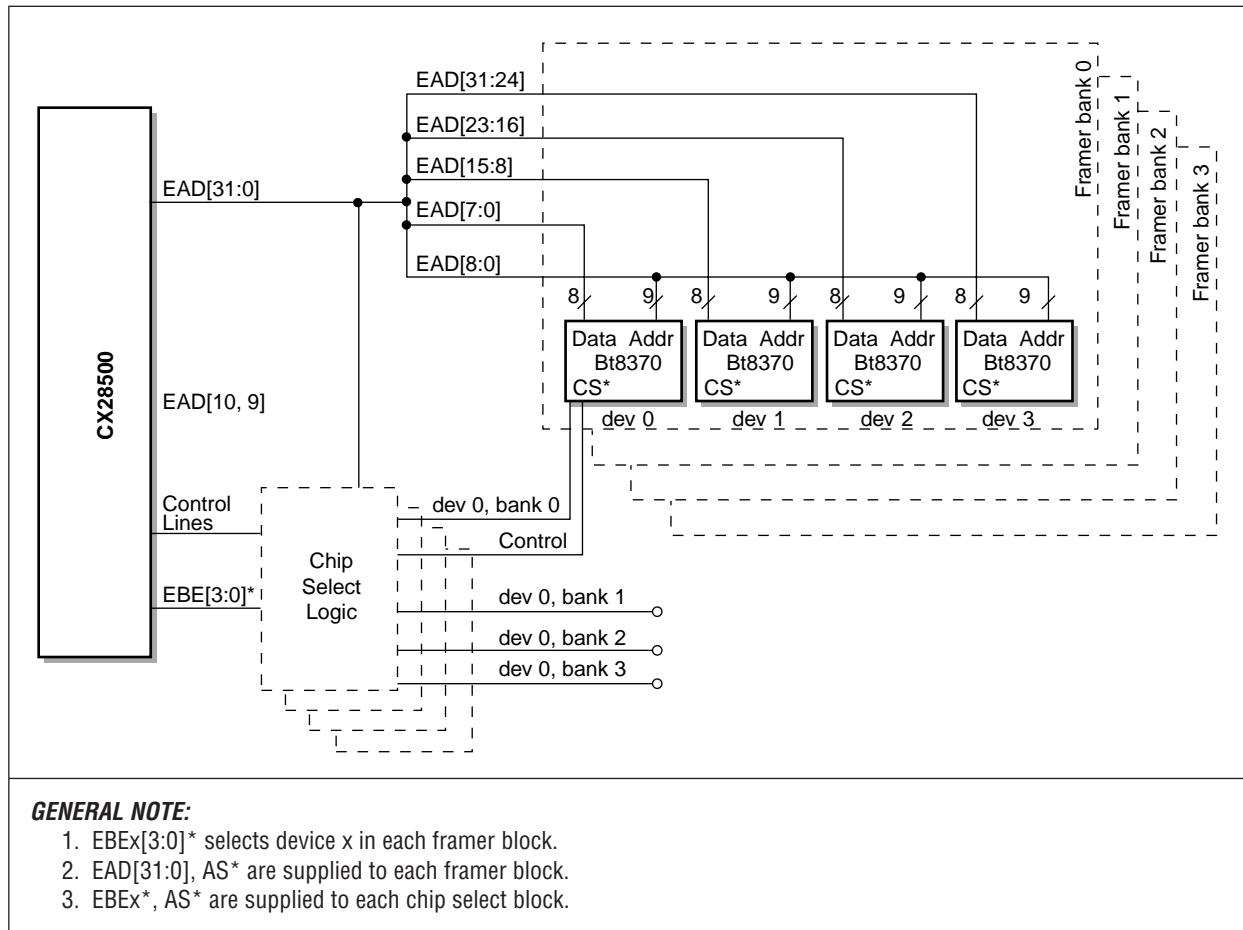 EAD[31:24]
EAD[23:16]
EAD[15:8]
EAD[31:0]
EAD[7:0]
EAD[8:0]
Framer bank 0
Framer bank 1
Framer bank 2
Framer bank 3
8 9 8 9 8 9 8 9
Data Addr
Bt8370
CS*
Data Addr
Bt8370
CS*
Data Addr
Bt8370
CS*
Data Addr
Bt8370
CS*
dev 0 dev 1 dev 2 dev 3
CX28500
EAD[10, 9]
Control
Lines
EBE[3:0]*
Chip
Select
Logic
dev 0, bank 0
Control
dev 0, bank 1
dev 0, bank 2
dev 0, bank 3
GENERAL NOTE:
1. EBEx[3:0]* selects device x in each framer block.
2. EAD[31:0], AS* are supplied to each framer block.
3. EBEx*, AS* are supplied to each chip select block.